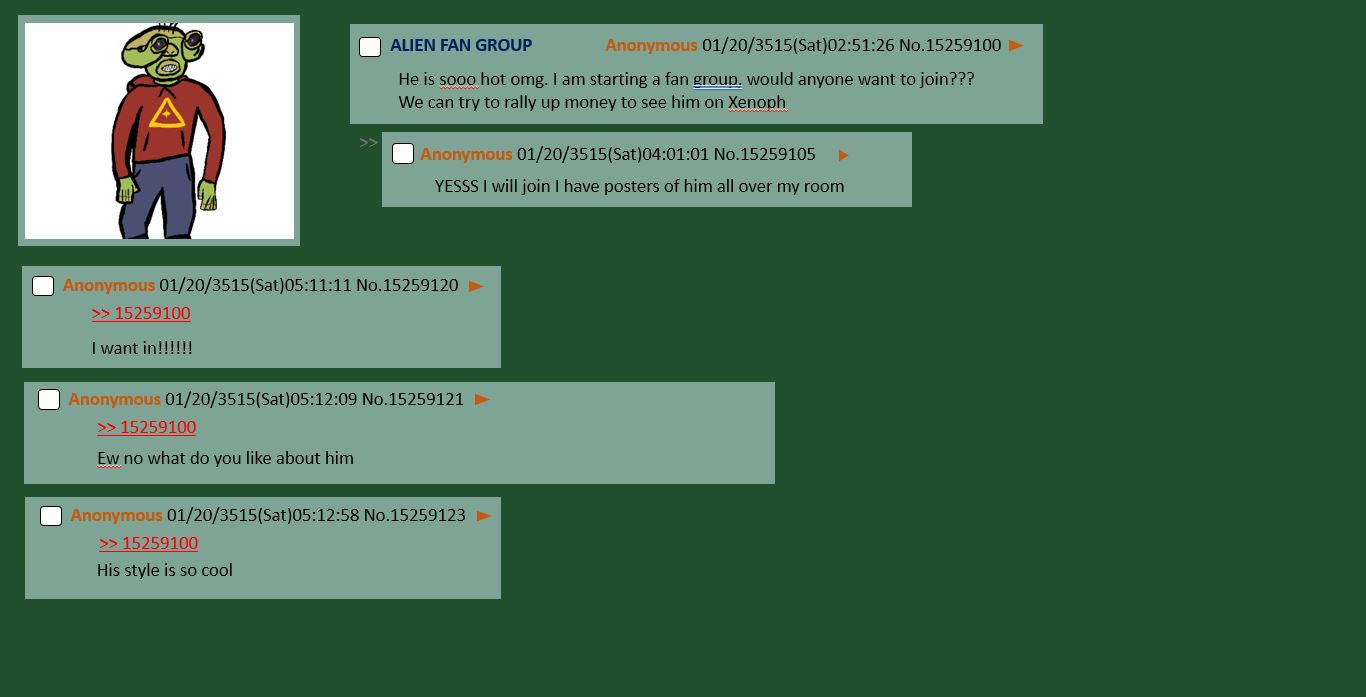 ALIEN FAN GROUP Anonymous 01/20/3515(Sat)02:51:26 No.15259100 ►
He is sooo hot omg. I am starting a fan group. would anyone want to join???
We can try to rally up money to see him on Xenoph
>> Anonymous 01/20/3515(Sat)04:01:01 No.15259105 ►
YESSS I will join I have posters of him all over my room
Anonymous 01/20/3515(Sat)05:11:11 No.15259120 ►
>> 15259100
I want in!!!!!!
Anonymous 01/20/3515(Sat)05:12:09 No.15259121 ►
>> 15259100
Ew no what do you like about him
Anonymous 01/20/3515(Sat)05:12:58 No.15259123 ►
>> 15259100
His style is so cool